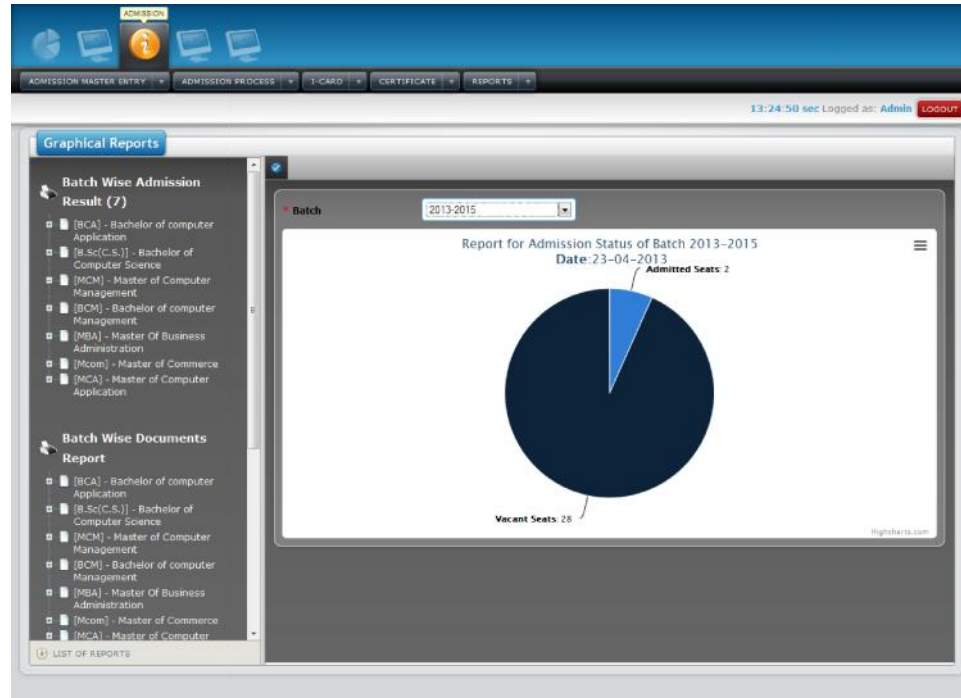 ADMISSION
ADMISSION MASTER ENTRY
ADMISSION PROCESS
I-CARD
CERTIFICATE
REPORTS
13:24:50 sec Logged as: Admin LOGOUT
Graphical Reports
Batch Wise Admission
Result (7)
[BCA] - Bachelor of computer
Application
[B.Sc(C.S.)] - Bachelor of
Computer Science
[MCM] - Master of Computer
Management
[BCM] - Bachelor of computer
Management
[MBA] - Master Of Business
Administration
[Mcom] - Master of Commerce
[MCA] - Master of Computer
Application
Batch Wise Documents
Report
[BCA] - Bachelor of computer
Application
[B.Sc(C.S.)] - Bachelor of
Computer Science
[MCM] - Master of Computer
Management
[BCM] - Bachelor of computer
Management
[MBA] - Master Of Business
Administration
[Mcom] - Master of Commerce
[MCA] - Master of Computer
LIST OF REPORTS
* Batch
2013-2015
Report for Admission Status of Batch 2013-2015
Date:23-04-2013
Admitted Seats: 2
Vacant Seats: 28
Highcharts.com